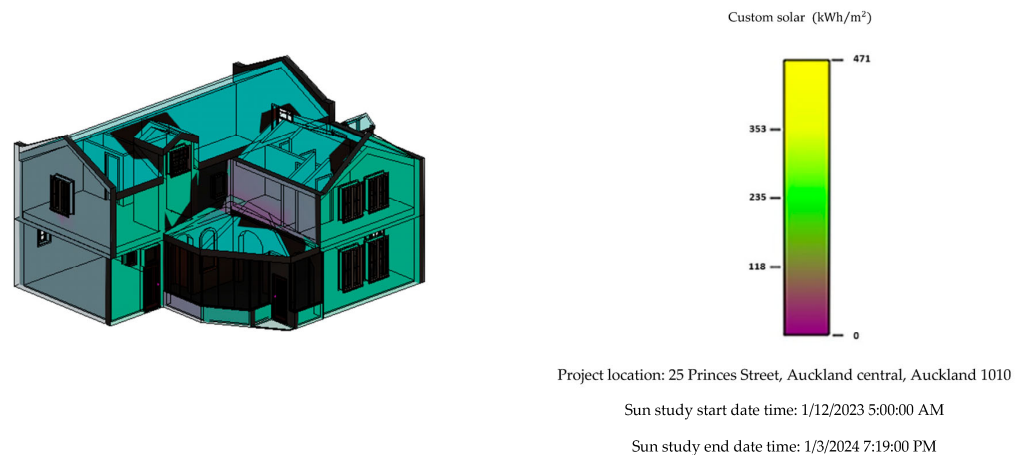 Custom solar (kWh/m²)
471
353
235
118
0
Project location: 25 Princes Street, Auckland central, Auckland 1010
Sun study start date time: 1/12/2023 5:00:00 AM
Sun study end date time: 1/3/2024 7:19:00 PM